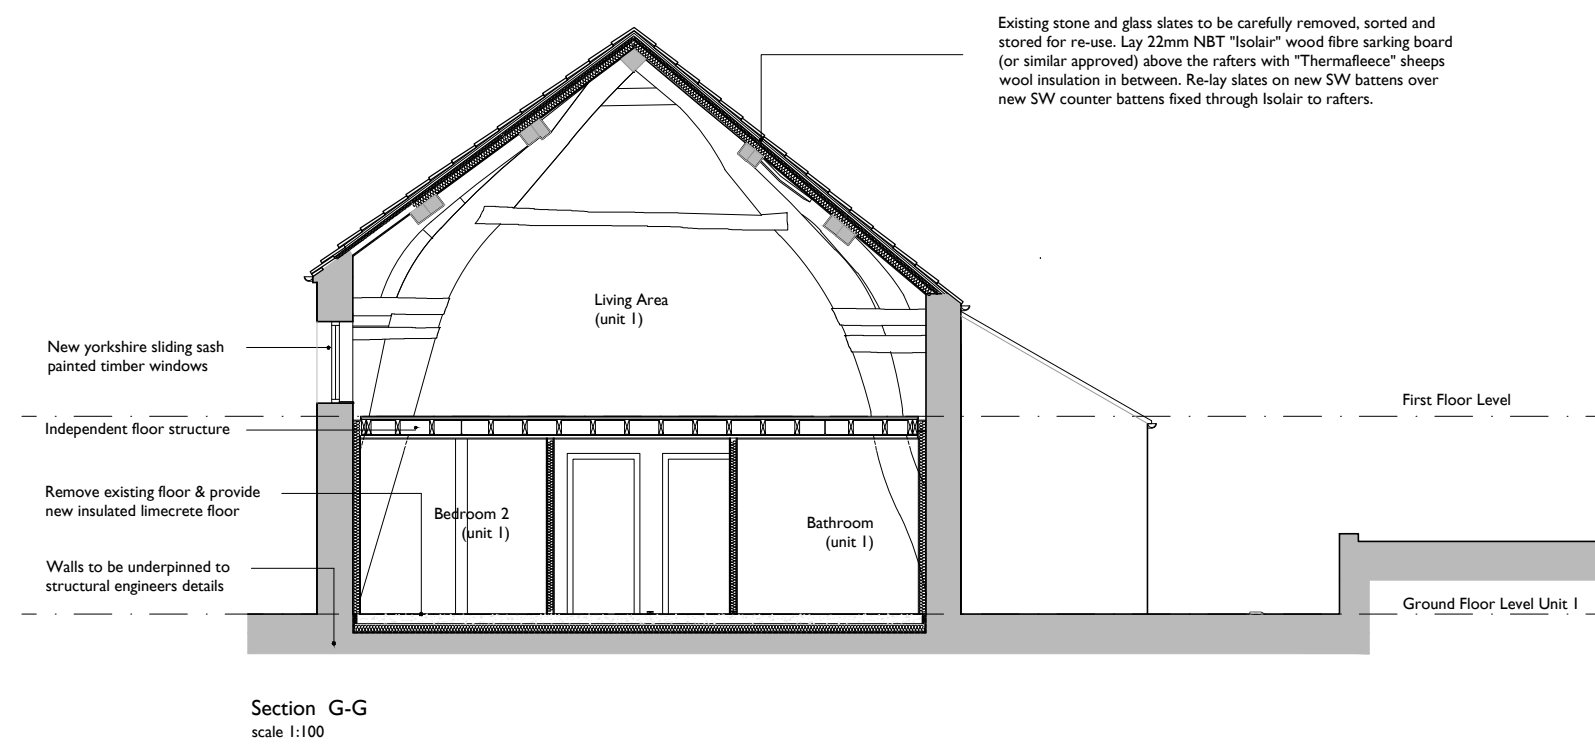 Existing stone and glass slates to be carefully removed, sorted and
stored for re-use. Lay 22mm NBT "Isolair" wood fibre sarking board
(or similar approved) above the rafters with "Thermafleece" sheeps
wool insulation in between. Re-lay slates on new SW battens over
new SW counter battens fixed through Isolair to rafters.
Living Area
(unit 1)
New yorkshire sliding sash
painted timber windows
First Floor Level
Independent floor structure
Remove existing floor & provide
new insulated limecrete floor
Bedroom 2
(unit 1)
Bathroom
(unit 1)
Walls to be underpinned to
structural engineers details
Ground Floor Level Unit 1
Section G-G
scale 1:100